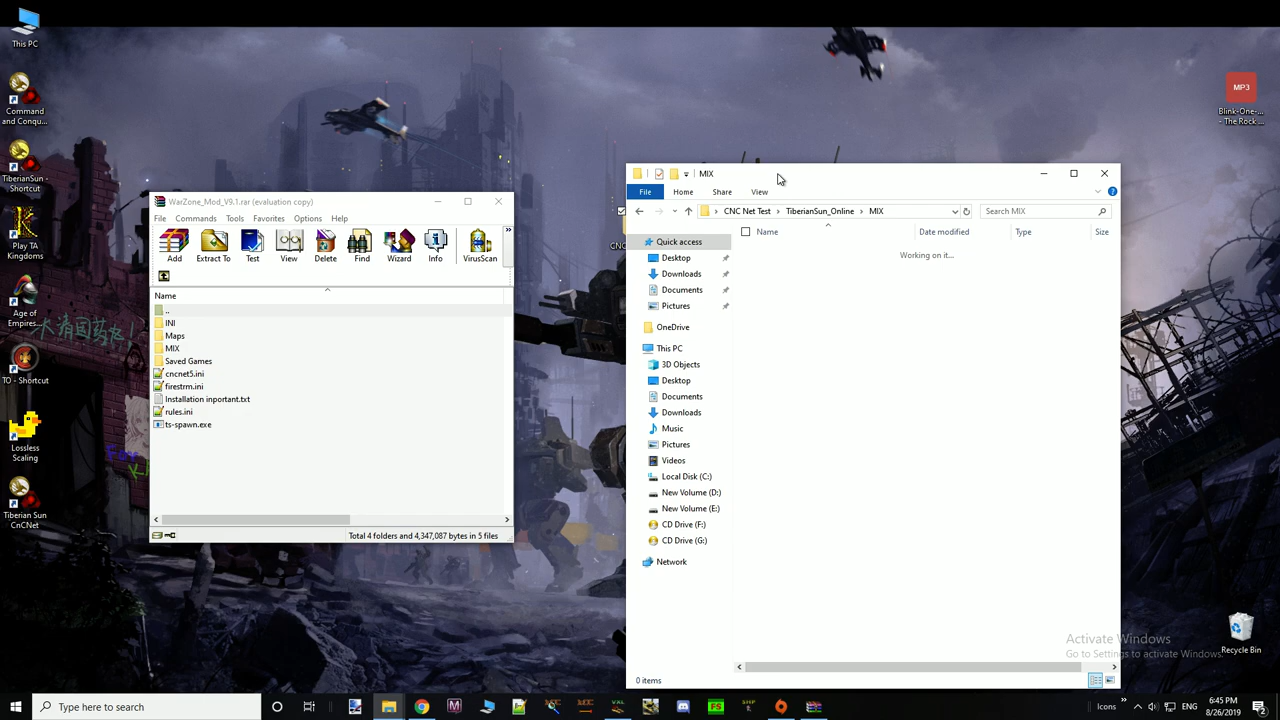 This PC
Command
and Conqu...
TiberianSun -
Shortcut
Play TA
Kingdoms
Age of
Empires...
TO - Shortcut
Lossless
Scaling
Tiberian Sun
CnCNet
WarZone_Mod_V9.1.rar (evaluation copy)
File Commands Tools Favorites Options Help
Add Extract To Test View Delete Find Wizard Info VirusScan
Name
..
INI
Maps
MIX
Saved Games
cncnet5.ini
firestrm.ini
Installation inportant.txt
rules.ini
ts-spawn.exe
Total 4 folders and 4,347,087 bytes in 5 files
MIX
File Home Share View
CNC Net Test > TiberianSun_Online > MIX
Search MIX
Name Date modified Type Size
Working on it...
Quick access
Desktop
Downloads
Documents
Pictures
OneDrive
This PC
3D Objects
Desktop
Documents
Downloads
Music
Pictures
Videos
Local Disk (C:)
New Volume (D:)
New Volume (E:)
CD Drive (F:)
CD Drive (G:)
Network
0 items
MP3
Blink-One-...
- The Rock ...
Activate Windows
Go to Settings to activate Windows.
Recycle Bin
Type here to search
Icons
ENG
6:45 PM
8/26/2019